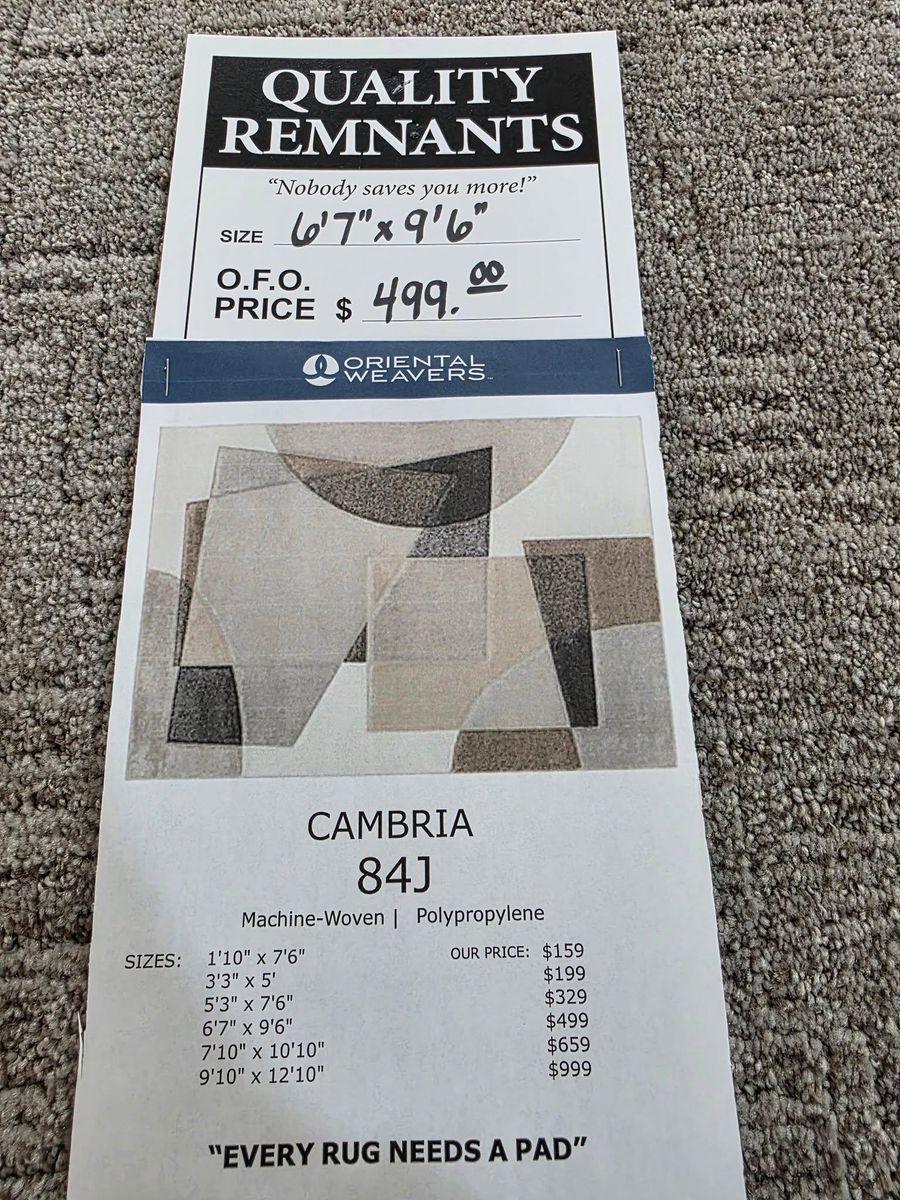 QUALITY
REMNANTS
“Nobody saves you more!”
SIZE 6'7" x 9'6"
O.F.O.
PRICE $ 499.00
ORIENTAL
WEAVERS™
CAMBRIA
84J
Machine-Woven | Polypropylene
SIZES: 1'10" x 7'6" OUR PRICE: $159
3'3" x 5' $199
5'3" x 7'6" $329
6'7" x 9'6" $499
7'10" x 10'10" $659
9'10" x 12'10" $999
“EVERY RUG NEEDS A PAD”